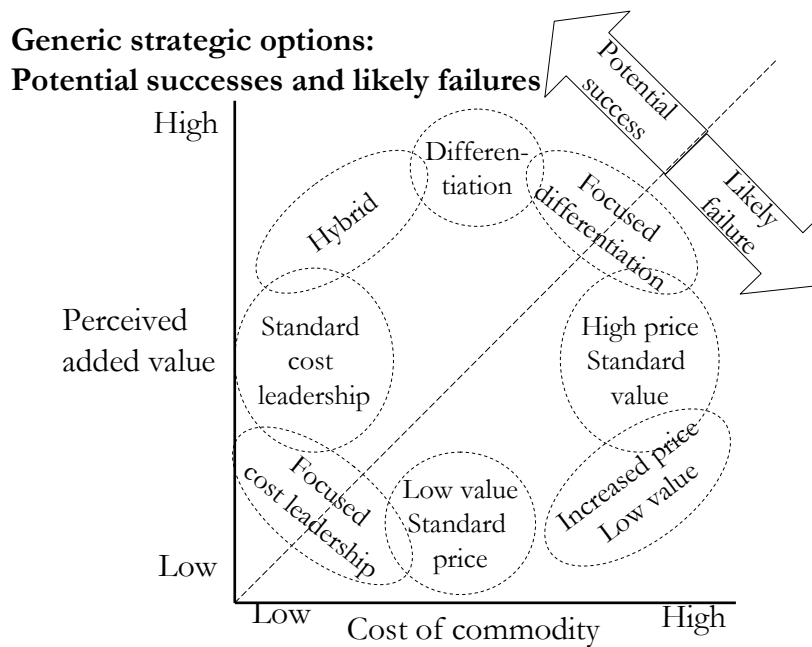 Generic strategic options:
Potential successes and likely failures
Potential
success
Likely
failure
High
Differen-
tiation
Hybrid
Focused
differentiation
Perceived
added value
Standard
cost
leadership
High price
Standard
value
Focused
cost leadership
Low value
Standard
price
Increased price
Low value
Low
Low
High
Cost of commodity